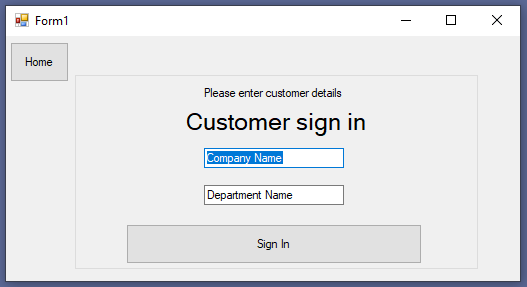 Form1
Home
Please enter customer details
Customer sign in
Company Name
Department Name
Sign In